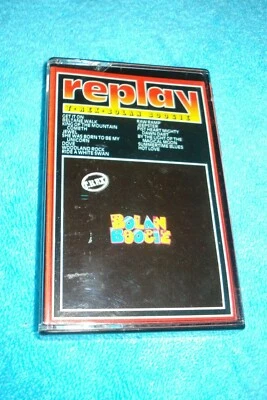 replay
T·REX·BOLAN BOOGIE
GET IT ON
BELTANE WALK
KING OF THE MOUNTAIN
COMETH
JEWEL
SHE WAS BORN TO BE MY
UNICORN
DOVE
WOODLAND ROCK
RIDE A WHITE SWAN
RAW RAMP
JEEPSTER
FIST HEART MIGHTY
DAWN DART
BY THE LIGHT OF THE
MAGICAL MOON
SUMMERTIME BLUES
HOT LOVE
T.REX
BOLAN
BOOGIE